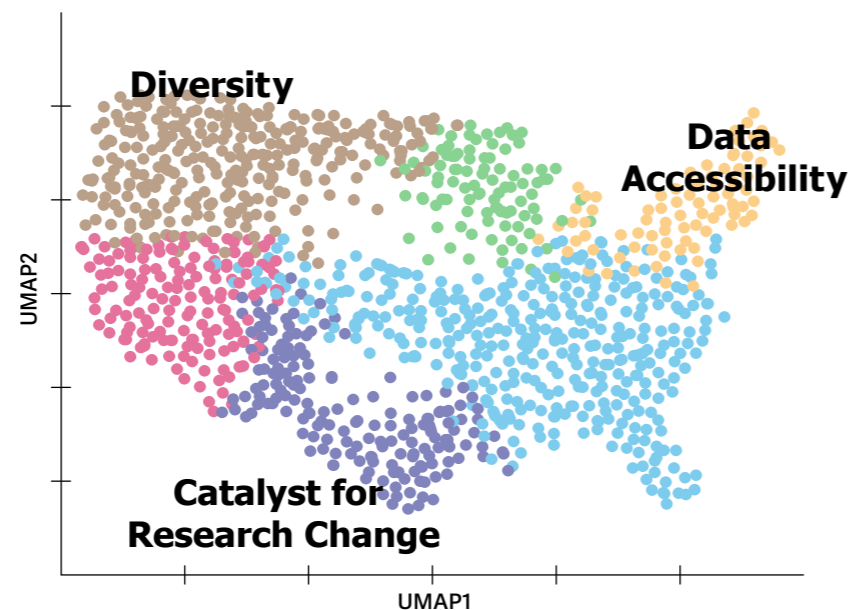 Diversity
Data
Accessibility
UMAP2
Catalyst for
Research Change
UMAP1